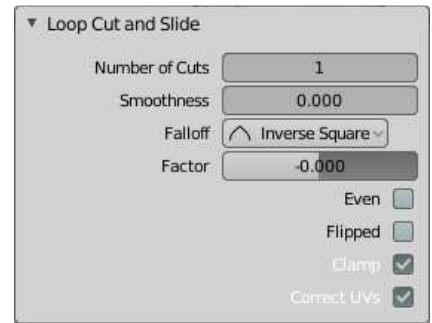 Loop Cut and Slide
Number of Cuts 1
Smoothness 0.000
Falloff Inverse Square
Factor -0.000
Even
Flipped
Clamp
Correct UVs